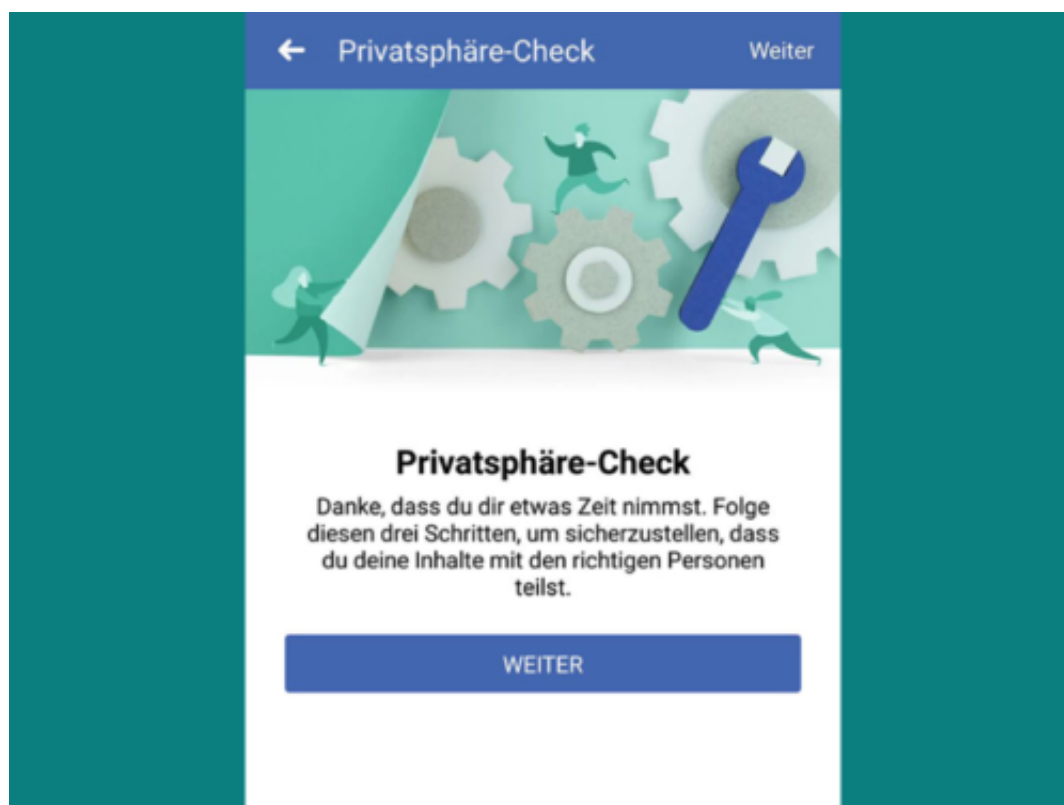 Privatsphäre-Check Weiter
Privatsphäre-Check
Danke, dass du dir etwas Zeit nimmst. Folge
diesen drei Schritten, um sicherzustellen, dass
du deine Inhalte mit den richtigen Personen
teilst.
WEITER